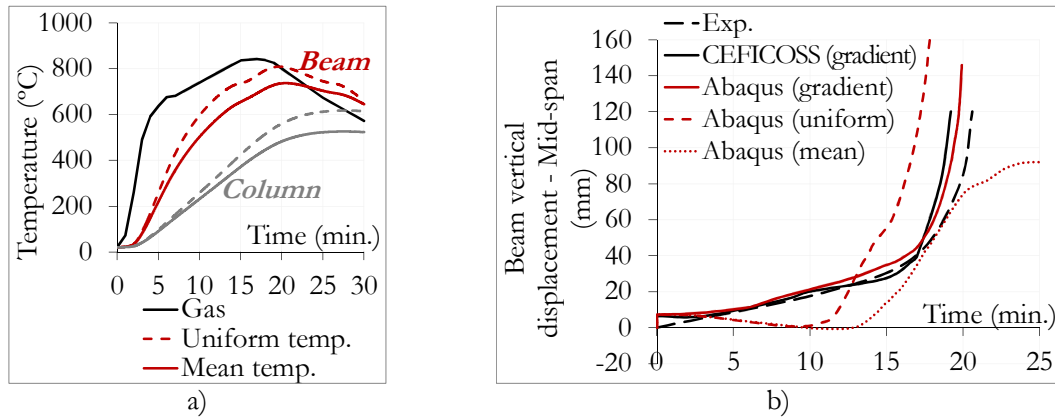 Temperature (ºC)
1000
800
600
400
200
0
Beam
Column
Time (min.)
0 5 10 15 20 25 30
Gas
Uniform temp.
Mean temp.
a)
Beam vertical
displacement - Mid-span
(mm)
160
140
120
100
80
60
40
20
0
-20
Exp.
CEFICOSS (gradient)
Abaqus (gradient)
Abaqus (uniform)
Abaqus (mean)
Time (min.)
0 5 10 15 20 25
b)